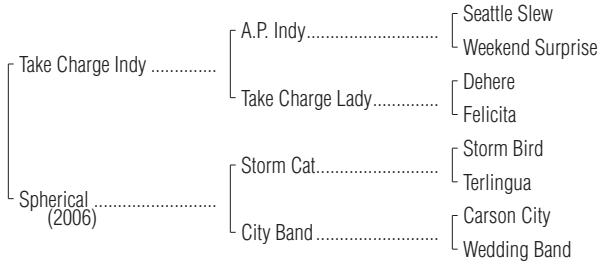 Seattle Slew
A.P. Indy..........................
Weekend Surprise
Take Charge Indy .............
Dehere
Take Charge Lady.............
Felicita
Storm Bird
Storm Cat.........................
Terlingua
Spherical .........................
(2006)
Carson City
City Band .........................
Wedding Band